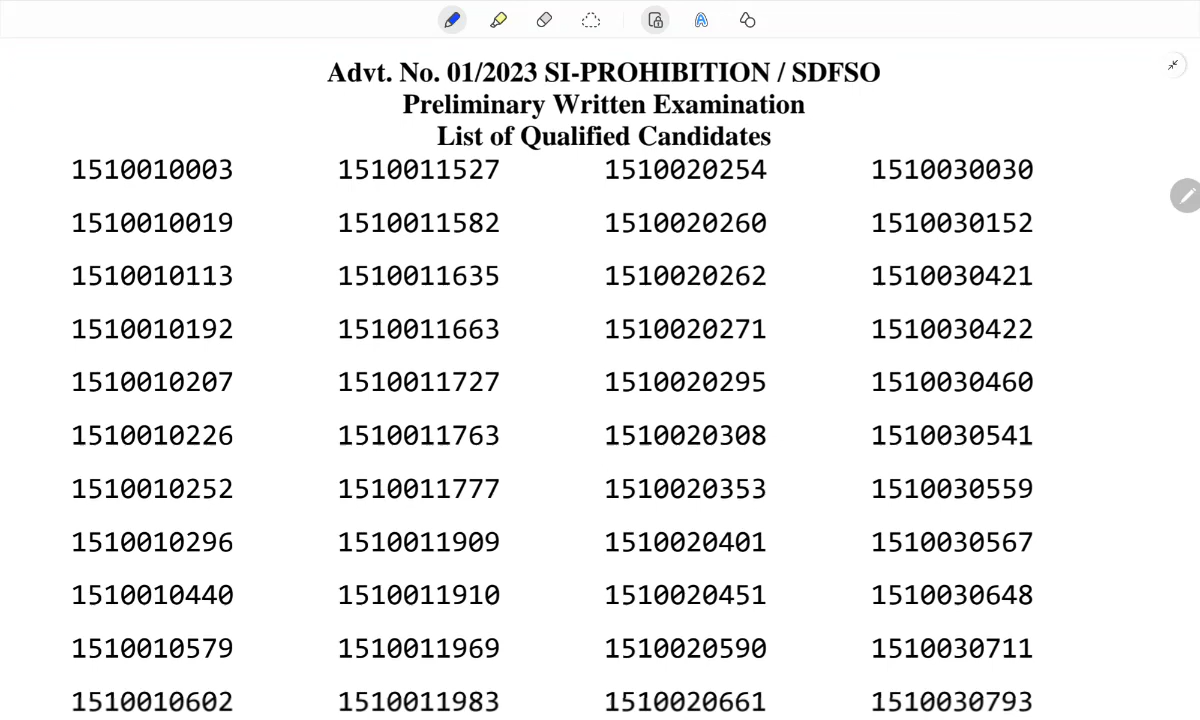 Advt. No. 01/2023 SI-PROHIBITION / SDFSO
Preliminary Written Examination
List of Qualified Candidates
1510010003 1510011527 1510020254 1510030030
1510010019 1510011582 1510020260 1510030152
1510010113 1510011635 1510020262 1510030421
1510010192 1510011663 1510020271 1510030422
1510010207 1510011727 1510020295 1510030460
1510010226 1510011763 1510020308 1510030541
1510010252 1510011777 1510020353 1510030559
1510010296 1510011909 1510020401 1510030567
1510010440 1510011910 1510020451 1510030648
1510010579 1510011969 1510020590 1510030711
1510010602 1510011983 1510020661 1510030793